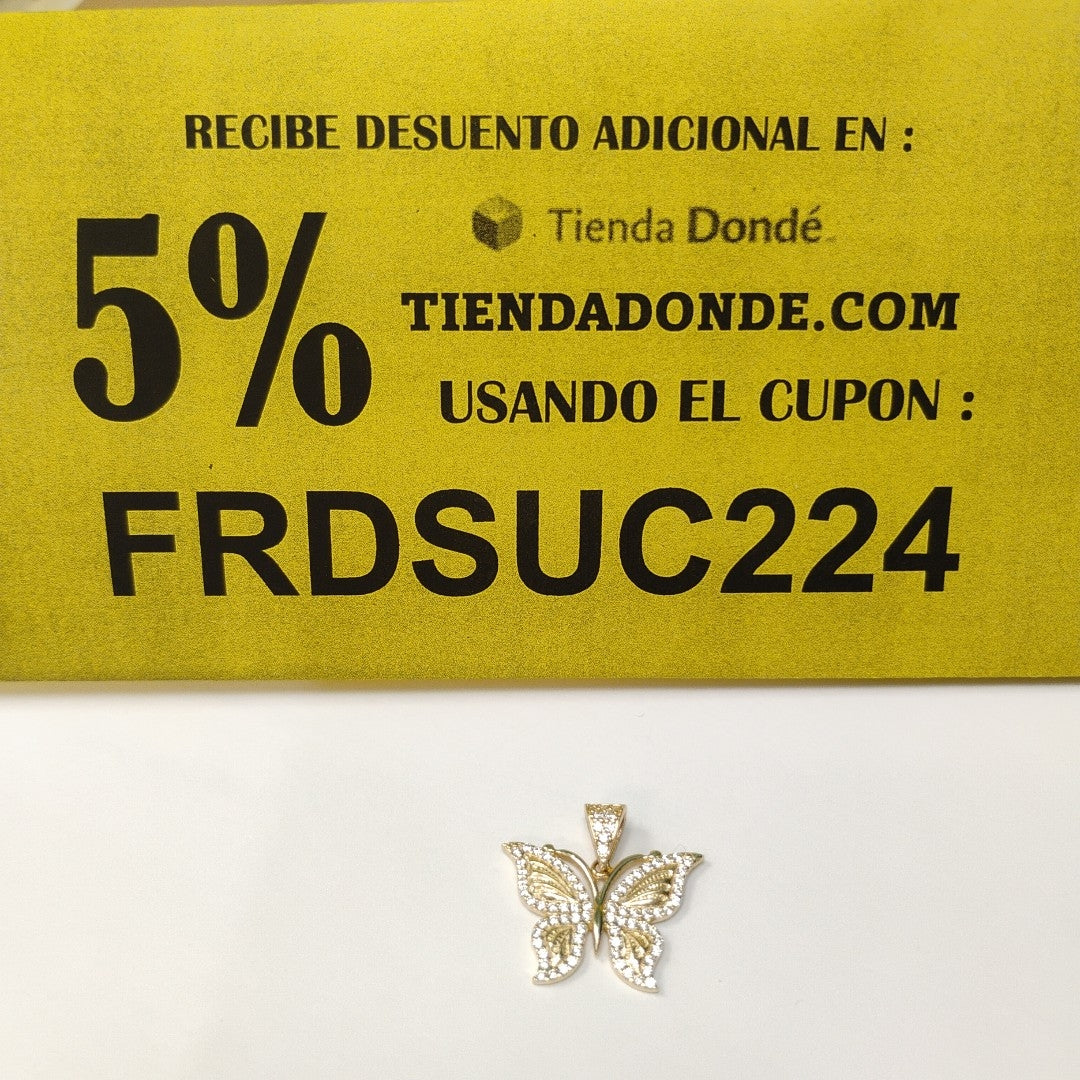 RECIBE DESUENTO ADICIONAL EN :
5%
Tienda Dondé
TIENDADONDE.COM
USANDO EL CUPON :
FRDSUC224